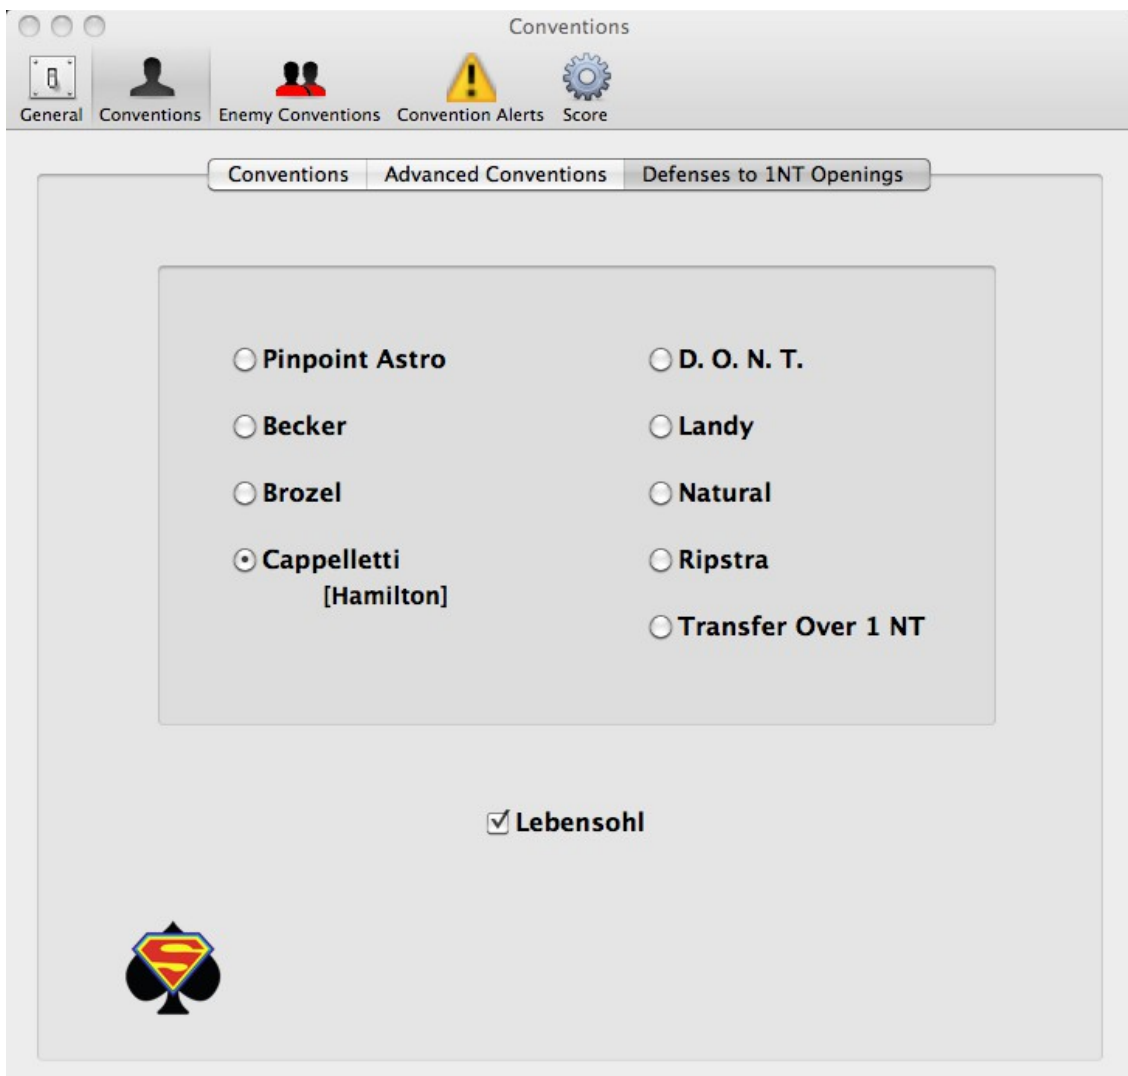 Conventions
General Conventions Enemy Conventions Convention Alerts Score
Conventions Advanced Conventions Defenses to 1NT Openings
Pinpoint Astro
Becker
Brozel
Cappelletti
[Hamilton]
D. O. N. T.
Landy
Natural
Ripstra
Transfer Over 1 NT
Lebensohl
S